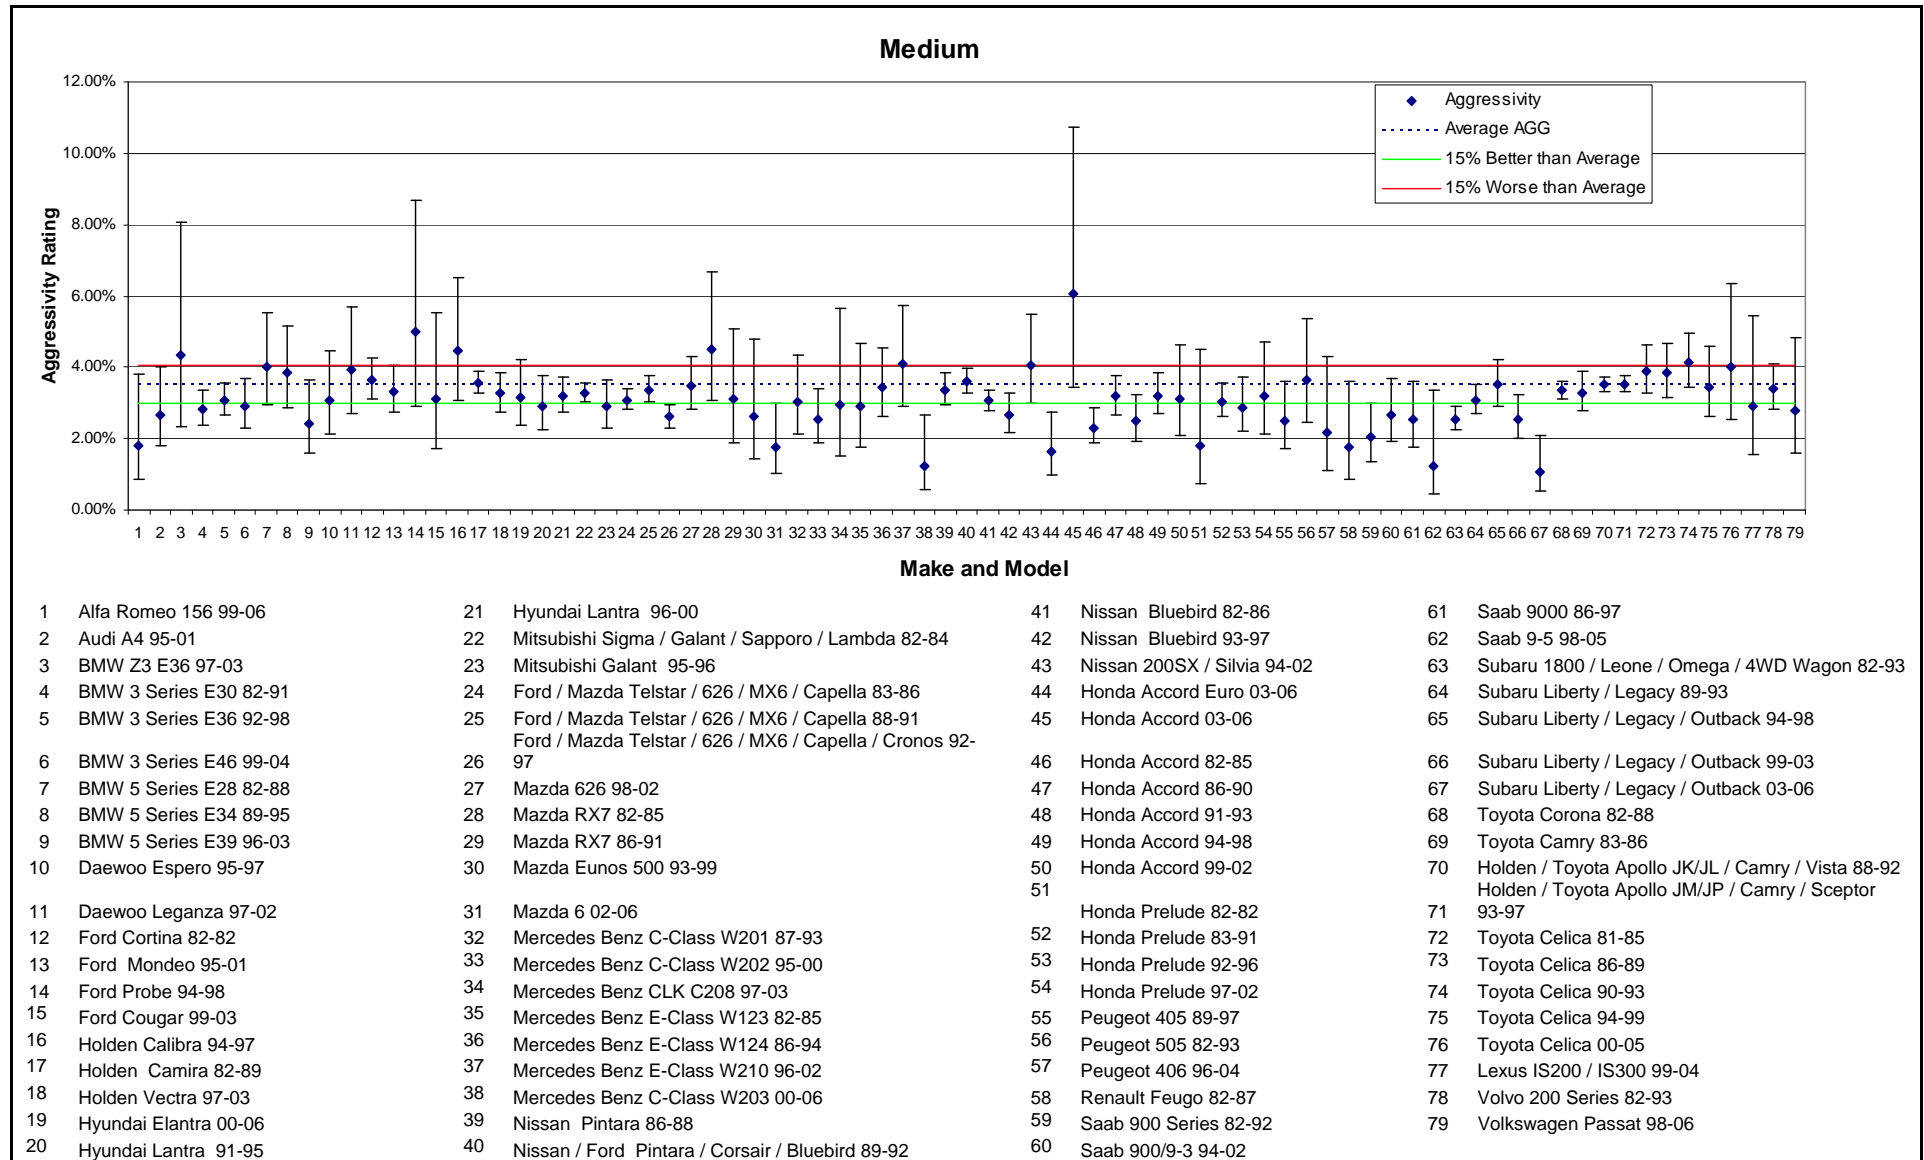 Medium
12.00%
10.00%
8.00%
6.00%
4.00%
2.00%
0.00%
Aggressivity Rating
Aggressivity
Average AGG
15% Better than Average
15% Worse than Average
1 2 3 4 5 6 7 8 9 10 11 12 13 14 15 16 17 18 19 20 21 22 23 24 25 26 27 28 29 30 31 32 33 34 35 36 37 38 39 40 41 42 43 44 45 46 47 48 49 50 51 52 53 54 55 56 57 58 59 60 61 62 63 64 65 66 67 68 69 70 71 72 73 74 75 76 77 78 79
Make and Model
1 Alfa Romeo 156 99-06
2 Audi A4 95-01
3 BMW Z3 E36 97-03
4 BMW 3 Series E30 82-91
5 BMW 3 Series E36 92-98
6 BMW 3 Series E46 99-04
7 BMW 5 Series E28 82-88
8 BMW 5 Series E34 89-95
9 BMW 5 Series E39 96-03
10 Daewoo Espero 95-97
11 Daewoo Leganza 97-02
12 Ford Cortina 82-82
13 Ford Mondeo 95-01
14 Ford Probe 94-98
15 Ford Cougar 99-03
16 Holden Calibra 94-97
17 Holden Camira 82-89
18 Holden Vectra 97-03
19 Hyundai Elantra 00-06
20 Hyundai Lantra 91-95
21 Hyundai Lantra 96-00
22 Mitsubishi Sigma / Galant / Sapporo / Lambda 82-84
23 Mitsubishi Galant 95-96
24 Ford / Mazda Telstar / 626 / MX6 / Capella 83-86
25 Ford / Mazda Telstar / 626 / MX6 / Capella 88-91
Ford / Mazda Telstar / 626 / MX6 / Capella / Cronos 92-
26 97
27 Mazda 626 98-02
28 Mazda RX7 82-85
29 Mazda RX7 86-91
30 Mazda Eunos 500 93-99
31 Mazda 6 02-06
32 Mercedes Benz C-Class W201 87-93
33 Mercedes Benz C-Class W202 95-00
34 Mercedes Benz CLK C208 97-03
35 Mercedes Benz E-Class W123 82-85
36 Mercedes Benz E-Class W124 86-94
37 Mercedes Benz E-Class W210 96-02
38 Mercedes Benz C-Class W203 00-06
39 Nissan Pintara 86-88
40 Nissan / Ford Pintara / Corsair / Bluebird 89-92
41 Nissan Bluebird 82-86
42 Nissan Bluebird 93-97
43 Nissan 200SX / Silvia 94-02
44 Honda Accord Euro 03-06
45 Honda Accord 03-06
46 Honda Accord 82-85
47 Honda Accord 86-90
48 Honda Accord 91-93
49 Honda Accord 94-98
50 Honda Accord 99-02
51
Honda Prelude 82-82
52 Honda Prelude 83-91
53 Honda Prelude 92-96
54 Honda Prelude 97-02
55 Peugeot 405 89-97
56 Peugeot 505 82-93
57 Peugeot 406 96-04
58 Renault Feugo 82-87
59 Saab 900 Series 82-92
60 Saab 900/9-3 94-02
61 Saab 9000 86-97
62 Saab 9-5 98-05
63 Subaru 1800 / Leone / Omega / 4WD Wagon 82-93
64 Subaru Liberty / Legacy 89-93
65 Subaru Liberty / Legacy / Outback 94-98
66 Subaru Liberty / Legacy / Outback 99-03
67 Subaru Liberty / Legacy / Outback 03-06
68 Toyota Corona 82-88
69 Toyota Camry 83-86
70 Holden / Toyota Apollo JK/JL / Camry / Vista 88-92
Holden / Toyota Apollo JM/JP / Camry / Sceptor
71 93-97
72 Toyota Celica 81-85
73 Toyota Celica 86-89
74 Toyota Celica 90-93
75 Toyota Celica 94-99
76 Toyota Celica 00-05
77 Lexus IS200 / IS300 99-04
78 Volvo 200 Series 82-93
79 Volkswagen Passat 98-06